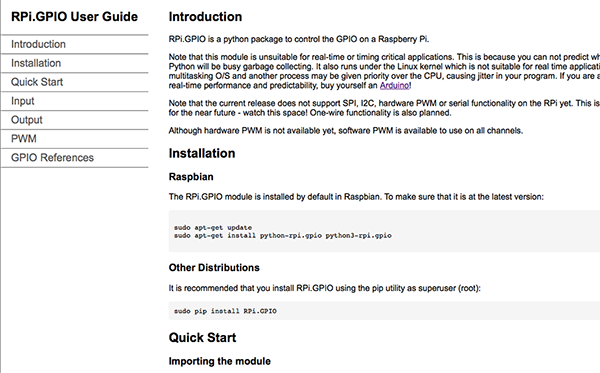 RPi.GPIO User Guide
Introduction
Installation
Quick Start
Input
Output
PWM
GPIO References
Introduction
RPi.GPIO is a python package to control the GPIO on a Raspberry Pi.
Note that this module is unsuitable for real-time or timing critical applications. This is because you can not predict wh
Python will be busy garbage collecting. It also runs under the Linux kernel which is not suitable for real time applicati
multitasking O/S and another process may be given priority over the CPU, causing jitter in your program. If you are a
real-time performance and predictability, buy yourself an Arduino!
Note that the current release does not support SPI, I2C, hardware PWM or serial functionality on the RPi yet. This is
for the near future - watch this space! One-wire functionality is also planned.
Although hardware PWM is not available yet, software PWM is available to use on all channels.
Installation
Raspbian
The RPi.GPIO module is installed by default in Raspbian. To make sure that it is at the latest version:
sudo apt-get update
sudo apt-get install python-rpi.gpio python3-rpi.gpio
Other Distributions
It is recommended that you install RPi.GPIO using the pip utility as superuser (root):
sudo pip install RPi.GPIO
Quick Start
Importing the module